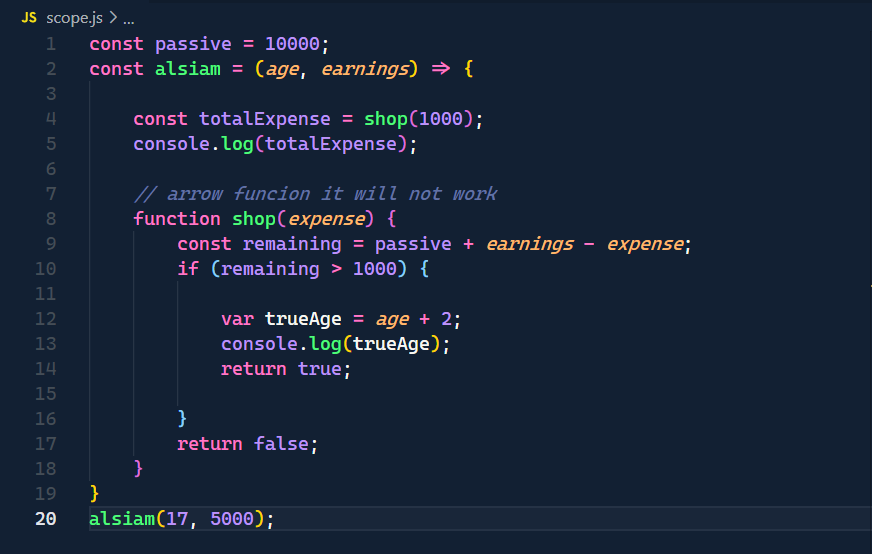 JS scope.js > ...
1 const passive = 10000;
2 const alsiam = (age, earnings) => {
3
4 const totalExpense = shop(1000);
5 console.log(totalExpense);
6
7 // arrow funcion it will not work
8 function shop(expense) {
9 const remaining = passive + earnings - expense;
10 if (remaining > 1000) {
11
12 var trueAge = age + 2;
13 console.log(trueAge);
14 return true;
15
16 }
17 return false;
18 }
19 }
20 alsiam(17, 5000);